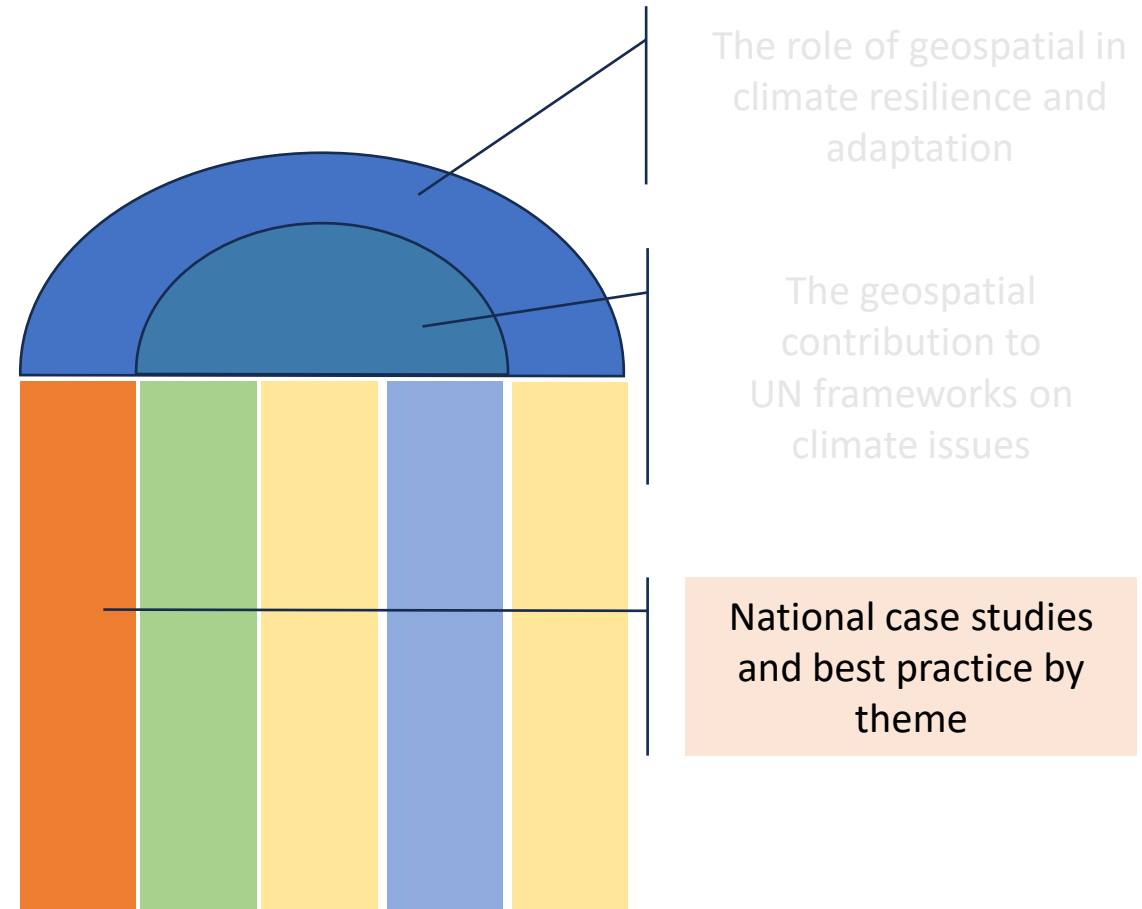 The role of geospatial in
climate resilience and
adaptation
The geospatial
contribution to
UN frameworks on
climate issues
National case studies
and best practice by
theme